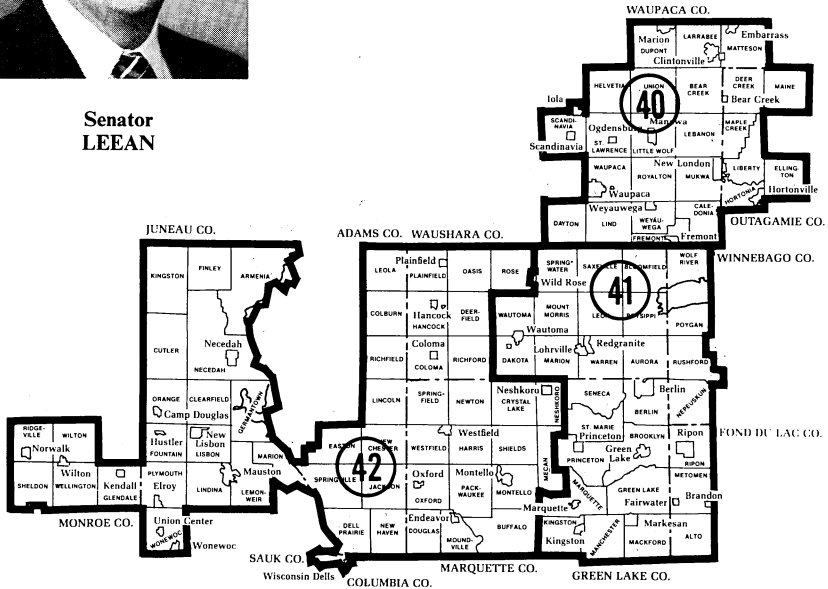 Senator
LEEAN
WAUPACA CO.
Marion
DUPONT
LARRABEE
Embarrass
MATTESON
Clintonville
HELVETIA
UNION
BEAR CREEK
DEER CREEK
MAINE
Bear Creek
40
Iola
SCANDI-
NAVIA
Scandinavia
Ogdensburg
ST. LAWRENCE
Manawa
LITTLE WOLF
LEBANON
MAPLE CREEK
WAUPACA
Waupaca
ROYALTON
New London
MUKWA
LIBERTY
ELLING-
TON
HORTONIA
Hortonville
Weyauwega
CALE-
DONIA
DAYTON
LIND
WEYAU-
WEGA
FREMONT
Fremont
OUTAGAMIE CO.
WINNEBAGO CO.
JUNEAU CO.
ADAMS CO.
WAUSHARA CO.
KINGSTON
FINLEY
ARMENIA
CUTLER
Necedah
NECEDAH
ORANGE
CLEARFIELD
GERMANTOWN
Camp Douglas
Hustler
FOUNTAIN
New
Lisbon
LISBON
MARION
Mauston
PLYMOUTH
Elroy
LINDINA
LEMON-
WEIR
Union Center
WONEWOC
Wonewoc
RIDGE-
VILLE
WILTON
Norwalk
SHELDON
Wilton
WELLINGTON
Kendall
GLENDALE
MONROE CO.
LEOLA
Plainfield
PLAINFIELD
OASIS
ROSE
COLBURN
Hancock
HANCOCK
DEER-
FIELD
RICHFIELD
Coloma
COLOMA
RICHFORD
LINCOLN
SPRING-
FIELD
NEWTON
Neshkoro
CRYSTAL
LAKE
NESHKORO
EASTON
NEW
CHESTER
WESTFIELD
Westfield
HARRIS
SHIELDS
MECAN
42
SPRINGVILLE
JACKSON
Oxford
OXFORD
PACK-
WAUKEE
Montello
MONTELLO
DELL
PRAIRIE
NEW
HAVEN
Endeavor
DOUGLAS
MOUND-
VILLE
BUFFALO
SAUK CO.
Wisconsin Dells
COLUMBIA CO.
MARQUETTE CO.
SPRING-
WATER
SAXEVILLE
BLOOMFIELD
WOLF
RIVER
Wild Rose
41
WAUTOMA
MOUNT
MORRIS
POYSIPPI
POYGAN
Wautoma
DAKOTA
Lohrville
MARION
Redgranite
WARREN
AURORA
RUSHFORD
SENECA
Berlin
BERLIN
NEPEUSKUN
ST. MARIE
Princeton
PRINCETON
BROOKLYN
Green
Lake
Ripon
RIPON
FOND DU LAC CO.
METOMEN
MARQUETTE
GREEN LAKE
Fairwater
Brandon
Marquette
KINGSTON
Kingston
MANCHESTER
Markesan
MACKFORD
ALTO
GREEN LAKE CO.